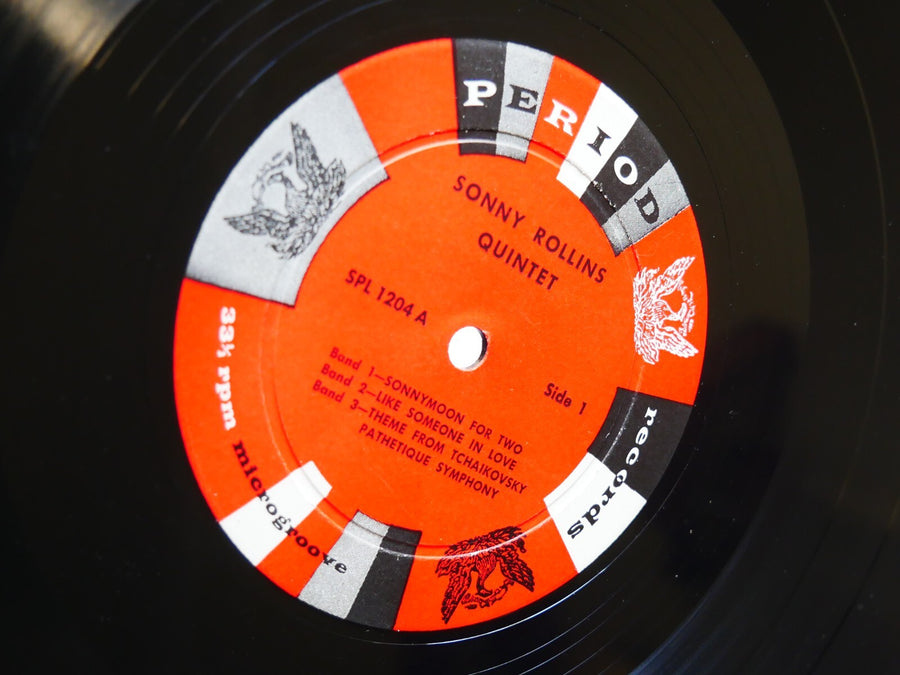 PERIOD
records
SONNY ROLLINS
QUINTET
SPL 1204 A
Side 1
Band 1—SONNYMOON FOR TWO
Band 2—LIKE SOMEONE IN LOVE
Band 3—THEME FROM TCHAIKOVSKY
PATHETIQUE SYMPHONY
33⅓ rpm microgroove